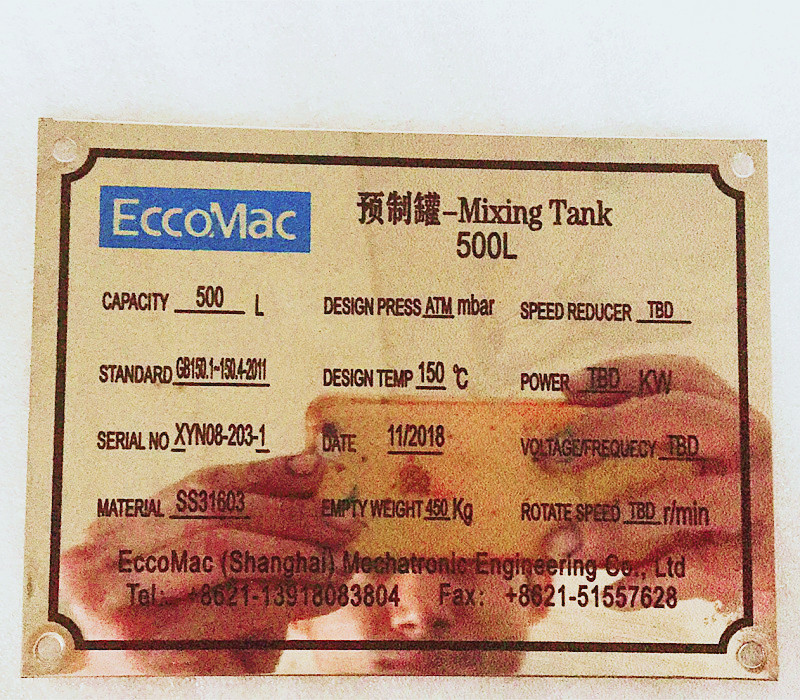 EccoMac
预制罐-Mixing Tank
500L
CAPACITY 500 L DESIGN PRESS ATM mbar SPEED REDUCER TBD
STANDARD GB150.1~150.4-2011 DESIGN TEMP 150 ℃ POWER TBD KW
SERIAL NO XYN08-203-1 DATE 11/2018 VOLTAGE/FREQUECY TBD
MATERIAL SS31603 EMPTY WEIGHT 450 Kg ROTATE SPEED TBD r/min
EccoMac (Shanghai) Mechatronic Engineering Co., Ltd
Tel: +8621-13918083804 Fax: +8621-51557628